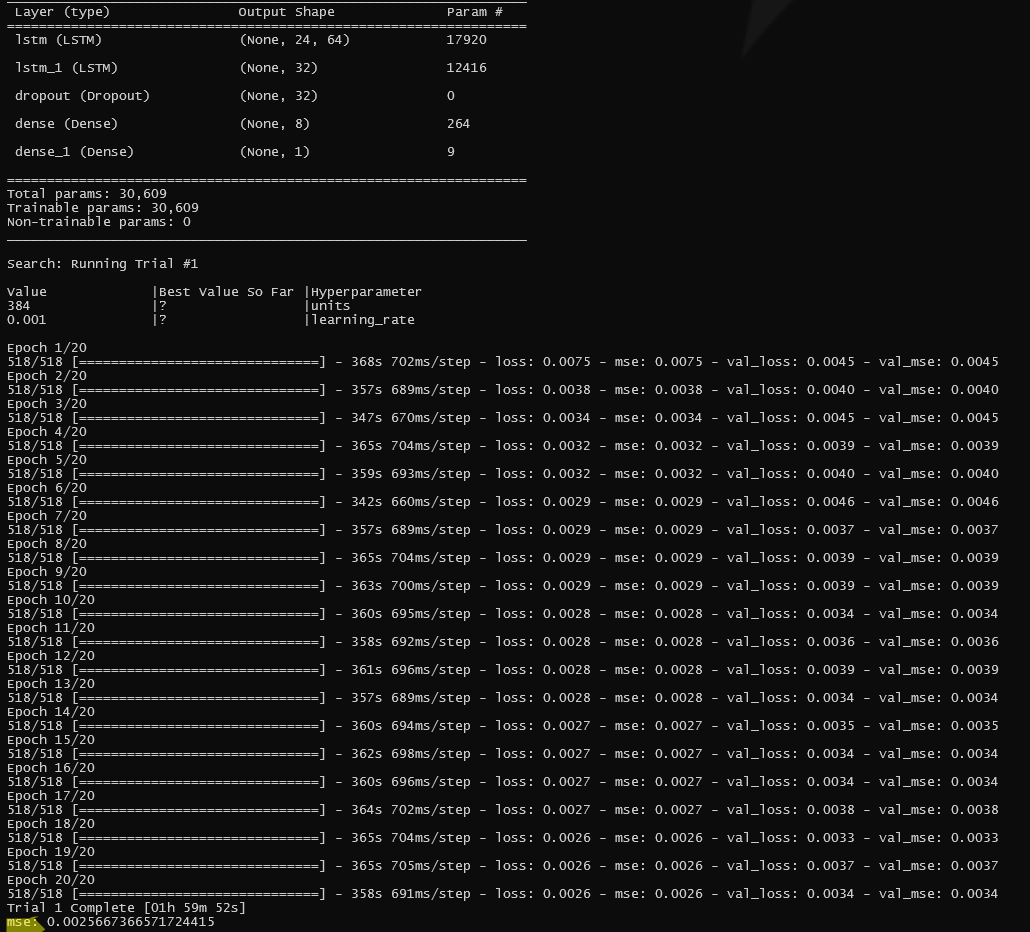 Layer (type) Output Shape Param #
=================================================================
lstm (LSTM) (None, 24, 64) 17920
lstm_1 (LSTM) (None, 32) 12416
dropout (Dropout) (None, 32) 0
dense (Dense) (None, 8) 264
dense_1 (Dense) (None, 1) 9
=================================================================
Total params: 30,609
Trainable params: 30,609
Non-trainable params: 0
_________________________________________________________________
Search: Running Trial #1
Value |Best Value So Far |Hyperparameter
384 |? |units
0.001 |? |learning_rate
Epoch 1/20
518/518 [==============================] - 368s 702ms/step - loss: 0.0075 - mse: 0.0075 - val_loss: 0.0045 - val_mse: 0.0045
Epoch 2/20
518/518 [==============================] - 357s 689ms/step - loss: 0.0038 - mse: 0.0038 - val_loss: 0.0040 - val_mse: 0.0040
Epoch 3/20
518/518 [==============================] - 347s 670ms/step - loss: 0.0034 - mse: 0.0034 - val_loss: 0.0045 - val_mse: 0.0045
Epoch 4/20
518/518 [==============================] - 365s 704ms/step - loss: 0.0032 - mse: 0.0032 - val_loss: 0.0039 - val_mse: 0.0039
Epoch 5/20
518/518 [==============================] - 359s 693ms/step - loss: 0.0032 - mse: 0.0032 - val_loss: 0.0040 - val_mse: 0.0040
Epoch 6/20
518/518 [==============================] - 342s 660ms/step - loss: 0.0029 - mse: 0.0029 - val_loss: 0.0046 - val_mse: 0.0046
Epoch 7/20
518/518 [==============================] - 357s 689ms/step - loss: 0.0029 - mse: 0.0029 - val_loss: 0.0037 - val_mse: 0.0037
Epoch 8/20
518/518 [==============================] - 365s 704ms/step - loss: 0.0029 - mse: 0.0029 - val_loss: 0.0039 - val_mse: 0.0039
Epoch 9/20
518/518 [==============================] - 363s 700ms/step - loss: 0.0029 - mse: 0.0029 - val_loss: 0.0039 - val_mse: 0.0039
Epoch 10/20
518/518 [==============================] - 360s 695ms/step - loss: 0.0028 - mse: 0.0028 - val_loss: 0.0034 - val_mse: 0.0034
Epoch 11/20
518/518 [==============================] - 358s 692ms/step - loss: 0.0028 - mse: 0.0028 - val_loss: 0.0036 - val_mse: 0.0036
Epoch 12/20
518/518 [==============================] - 361s 696ms/step - loss: 0.0028 - mse: 0.0028 - val_loss: 0.0039 - val_mse: 0.0039
Epoch 13/20
518/518 [==============================] - 357s 689ms/step - loss: 0.0028 - mse: 0.0028 - val_loss: 0.0034 - val_mse: 0.0034
Epoch 14/20
518/518 [==============================] - 360s 694ms/step - loss: 0.0027 - mse: 0.0027 - val_loss: 0.0035 - val_mse: 0.0035
Epoch 15/20
518/518 [==============================] - 362s 698ms/step - loss: 0.0027 - mse: 0.0027 - val_loss: 0.0034 - val_mse: 0.0034
Epoch 16/20
518/518 [==============================] - 360s 696ms/step - loss: 0.0027 - mse: 0.0027 - val_loss: 0.0034 - val_mse: 0.0034
Epoch 17/20
518/518 [==============================] - 364s 702ms/step - loss: 0.0027 - mse: 0.0027 - val_loss: 0.0038 - val_mse: 0.0038
Epoch 18/20
518/518 [==============================] - 365s 704ms/step - loss: 0.0026 - mse: 0.0026 - val_loss: 0.0033 - val_mse: 0.0033
Epoch 19/20
518/518 [==============================] - 365s 705ms/step - loss: 0.0026 - mse: 0.0026 - val_loss: 0.0037 - val_mse: 0.0037
Epoch 20/20
518/518 [==============================] - 358s 691ms/step - loss: 0.0026 - mse: 0.0026 - val_loss: 0.0034 - val_mse: 0.0034
Trial 1 Complete [01h 59m 52s]
mse: 0.0025667366571724415